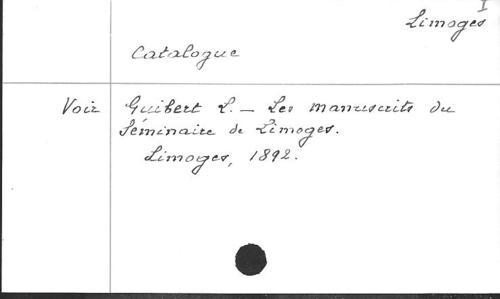 I
Limoges
Catalogue
Voir Guibert L. _ Les manuscrits du
Séminaire de Limoges.
Limoges, 1892.